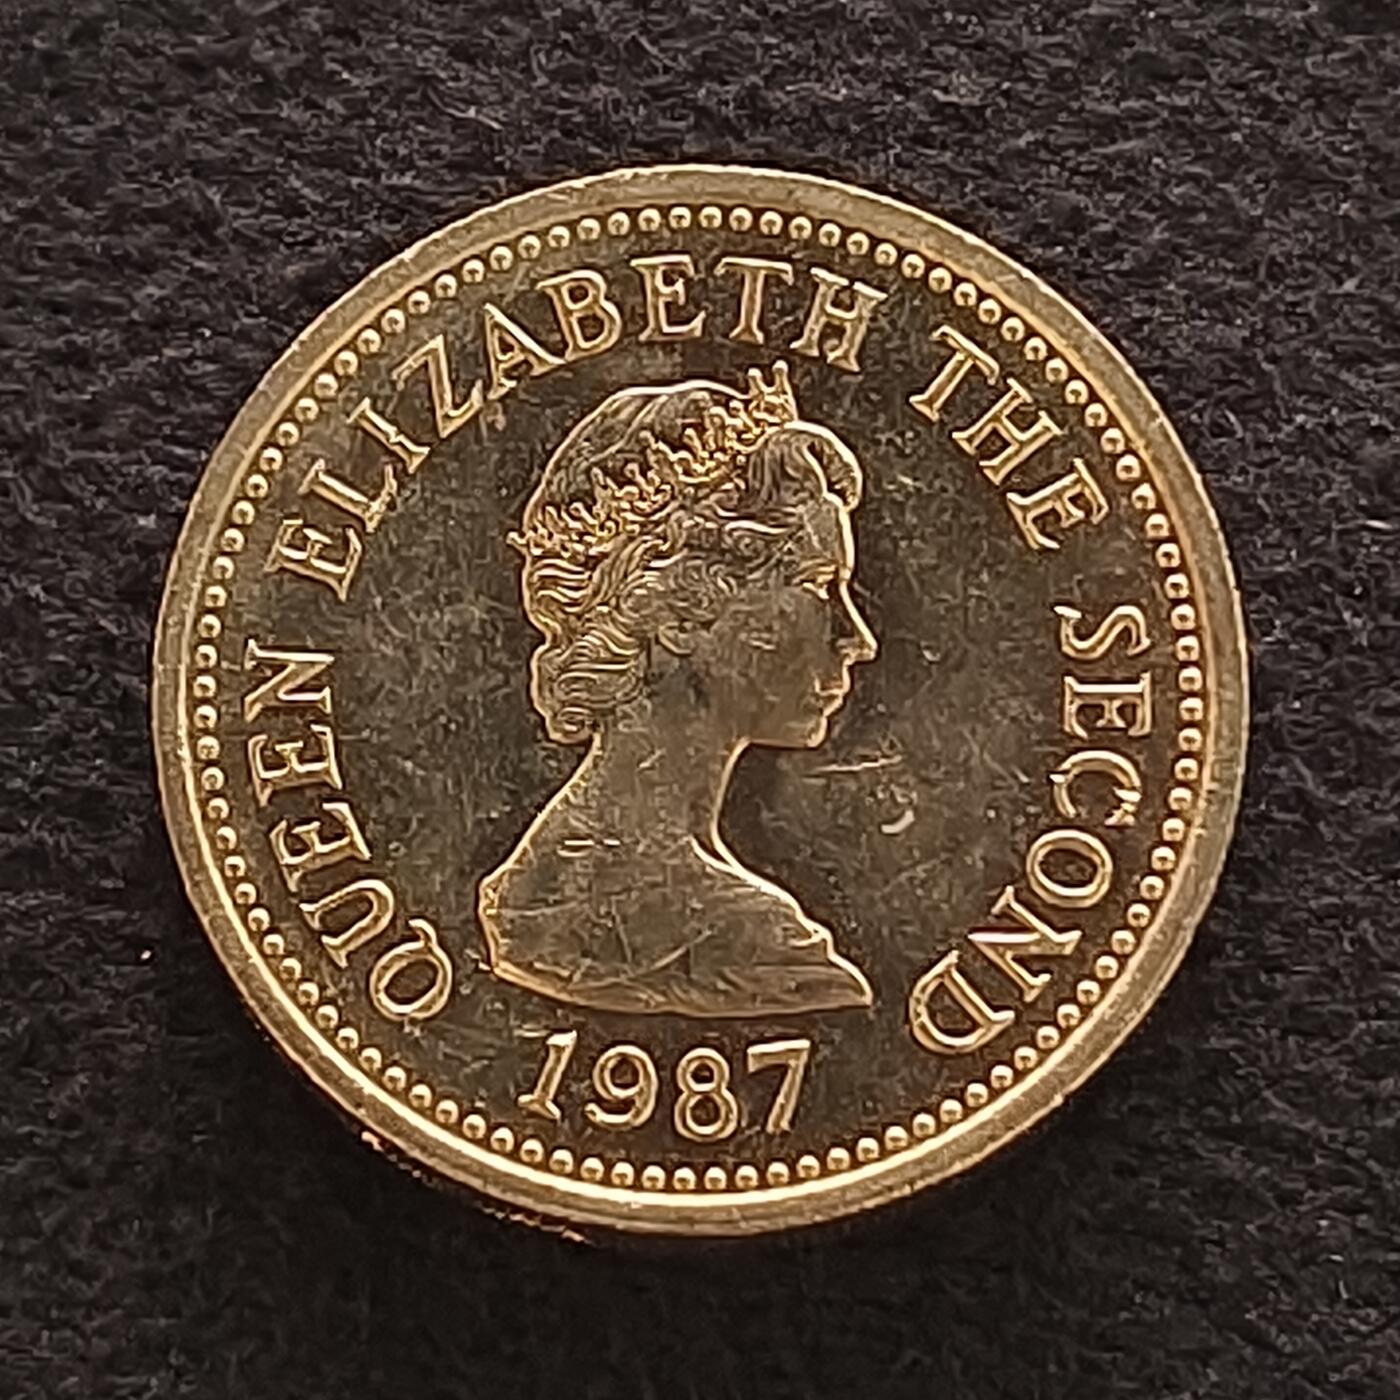 QUEEN ELIZABETH THE SECOND
1987